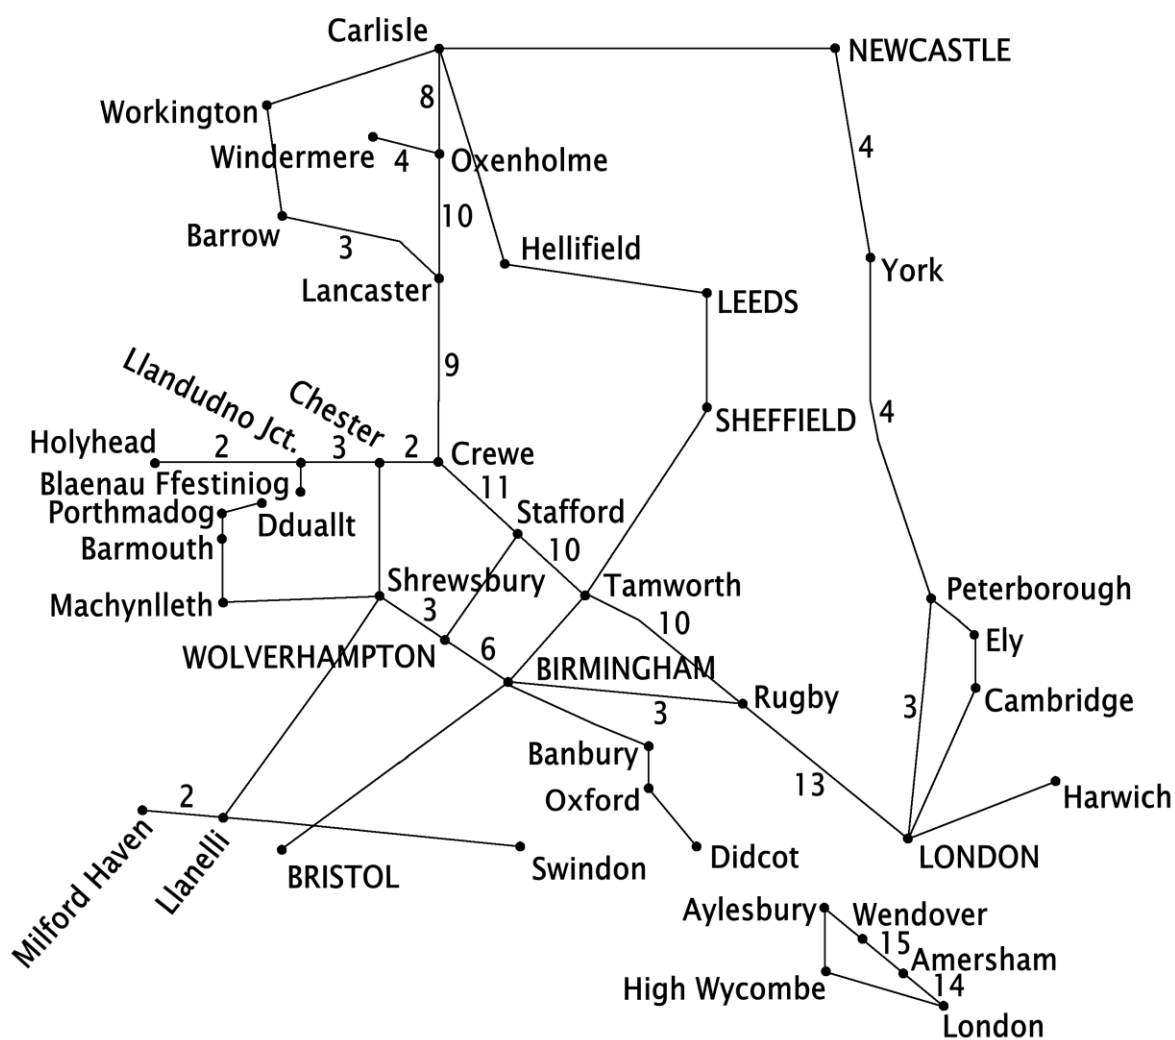 Carlisle
NEWCASTLE
8
Workington
4
Windermere
4
Oxenholme
10
Barrow
3
Hellifield
York
Lancaster
LEEDS
9
Llandudno Jct.
Chester
4
SHEFFIELD
Holyhead
2
3
2
Crewe
Blaenau Ffestiniog
11
Porthmadog
Dduallt
Stafford
Barmouth
10
Shrewsbury
Tamworth
Peterborough
Machynlleth
3
10
Ely
WOLVERHAMPTON
6
BIRMINGHAM
Rugby
Cambridge
3
3
Banbury
13
2
Oxford
Harwich
Milford Haven
Llanelli
BRISTOL
Swindon
Didcot
LONDON
Aylesbury
Wendover
15
Amersham
High Wycombe
14
London